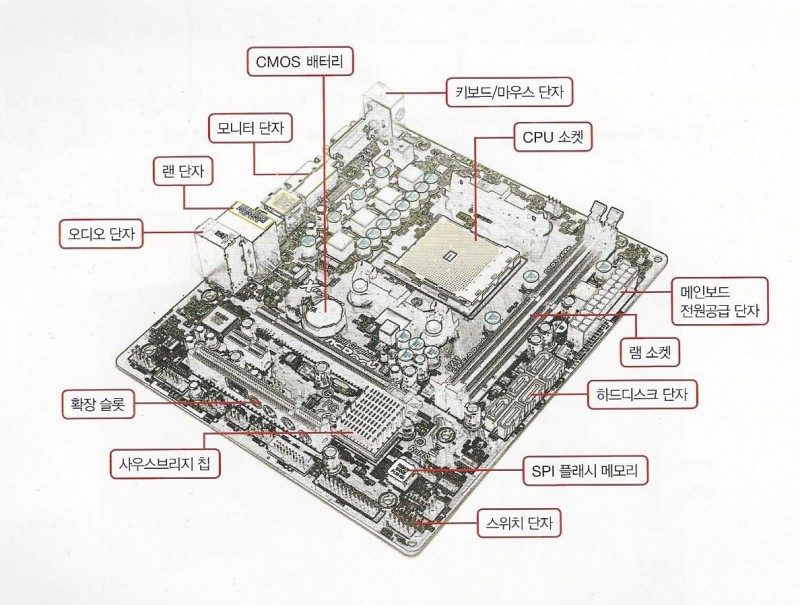 CMOS 배터리
키보드/마우스 단자
모니터 단자
CPU 소켓
랜 단자
오디오 단자
메인보드
전원공급 단자
램 소켓
하드디스크 단자
확장 슬롯
사우스브리지 칩
SPI 플래시 메모리
스위치 단자